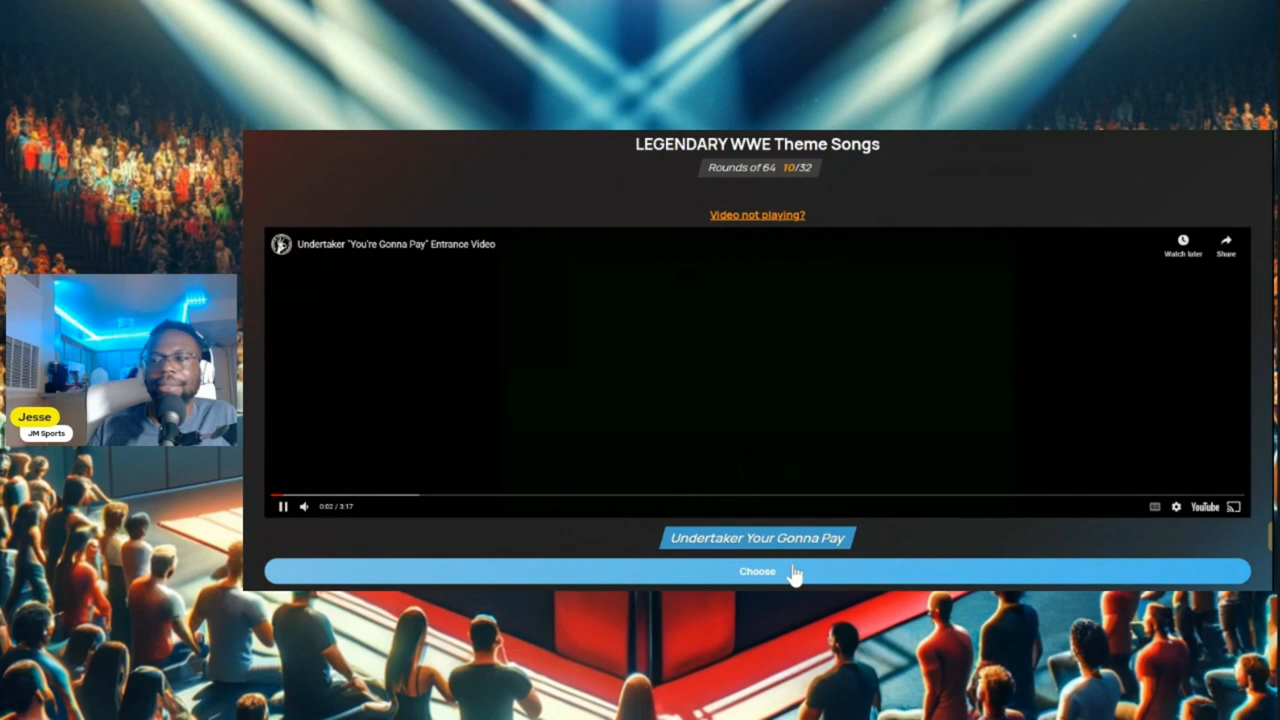 LEGENDARY WWE Theme Songs
Rounds of 64 10/32
Video not playing?
Undertaker "You're Gonna Pay" Entrance Video
Watch later
Share
Jesse
JM Sports
0:02 / 3:17
YouTube
Undertaker Your Gonna Pay
Choose